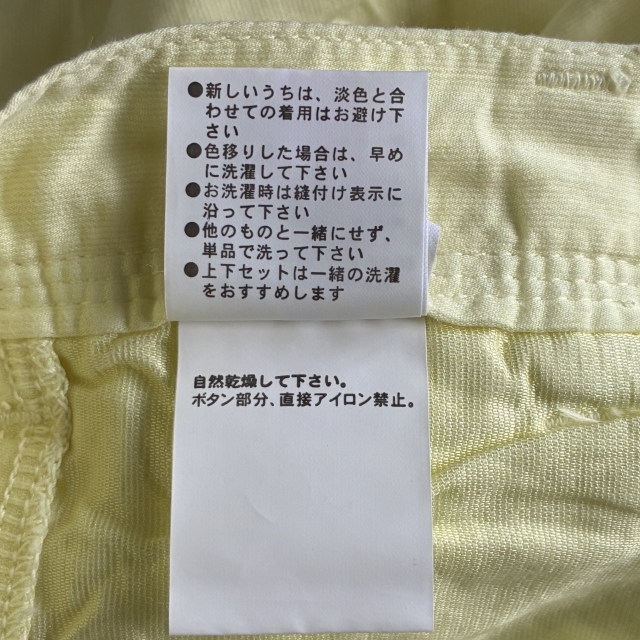 ●新しいうちは、淡色と合
わせての着用はお避け下
さい
●色移りした場合は、早め
に洗濯して下さい
●お洗濯時は縫付け表示に
沿って下さい
●他のものと一緒にせず、
単品で洗って下さい
●上下セットは一緒の洗濯
をおすすめします
自然乾燥して下さい。
ボタン部分、直接アイロン禁止。